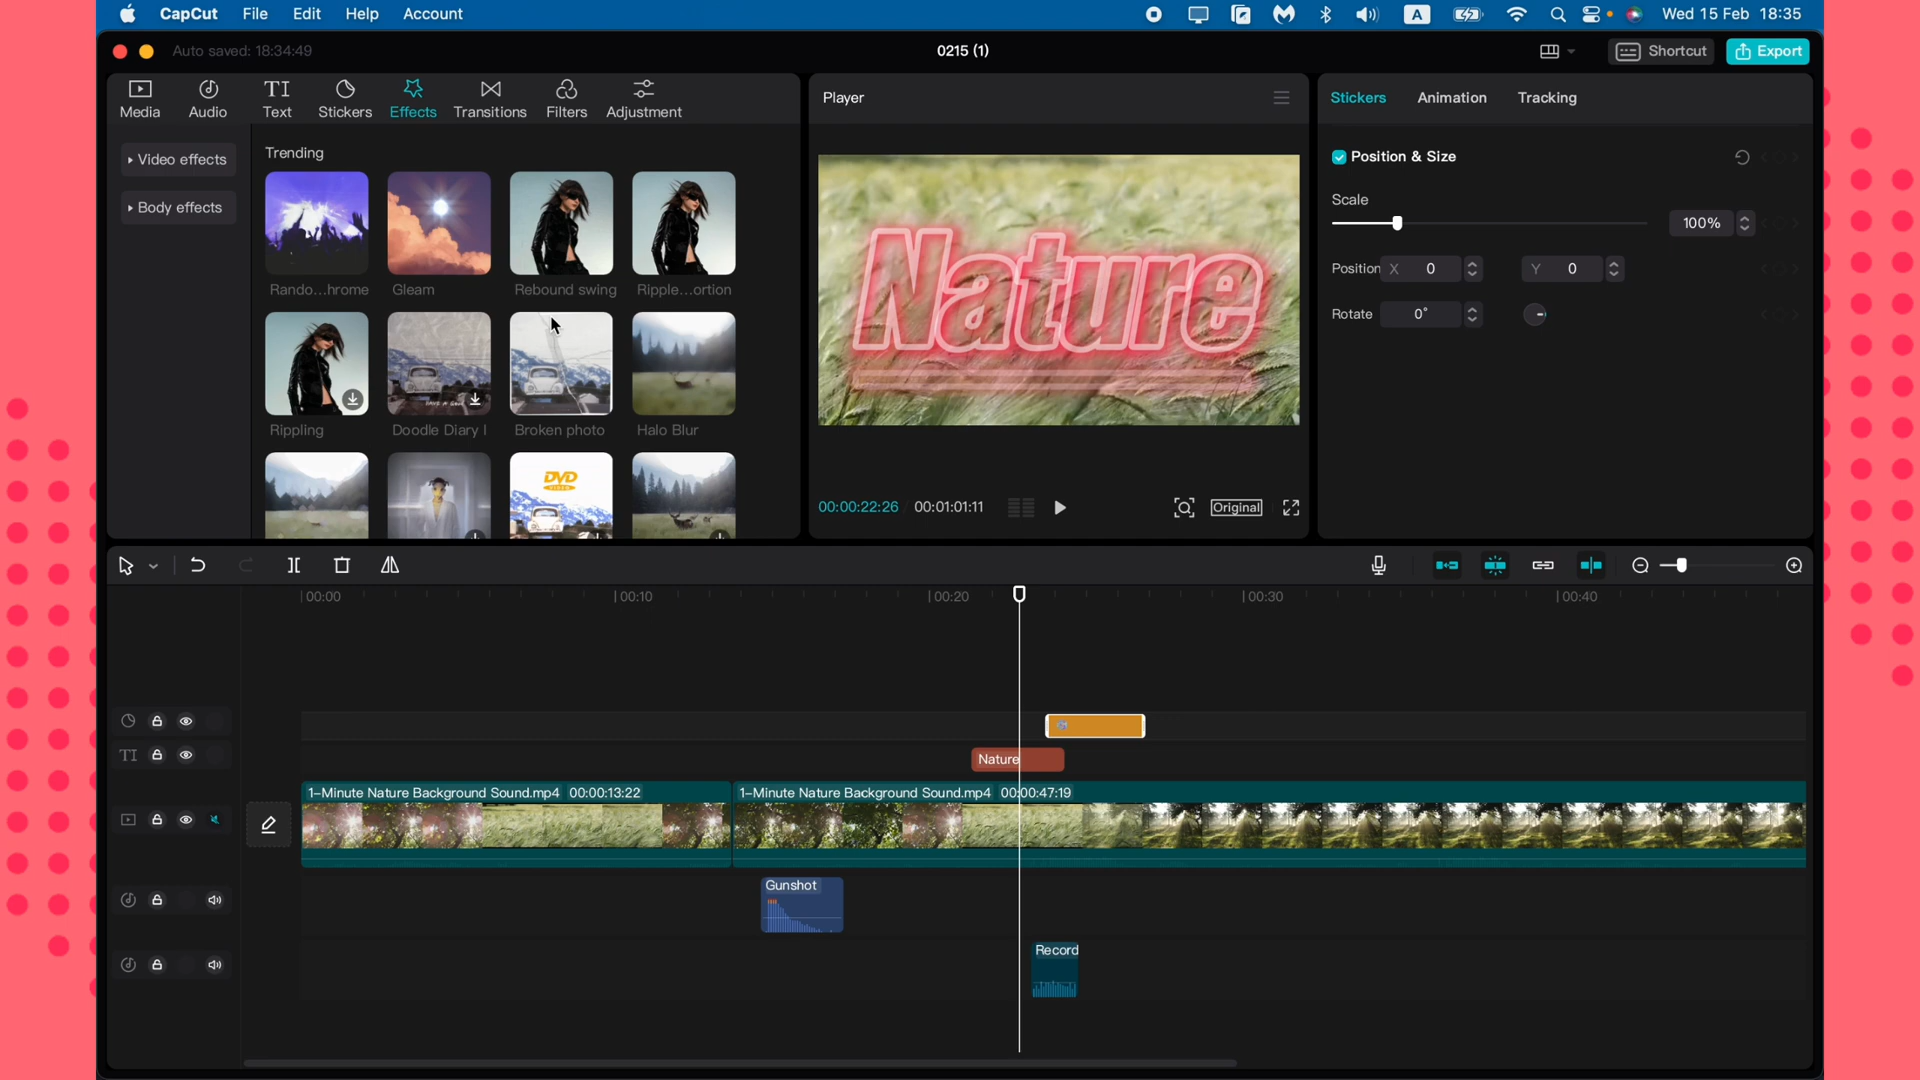 CapCut File Edit Help Account
A
Wed 15 Feb 18:35
Auto saved: 18:34:49
0215 (1)
Shortcut
Export
Media
Audio
TI Text
Stickers
Effects
Transitions
Filters
Adjustment
Video effects
Body effects
Trending
Rando...hrome
Gleam
Rebound swing
Ripple...ortion
Rippling
Doodle Diary I
Broken photo
Halo Blur
DVD
VIDEO
Player
Nature
00:00:22:26 00:01:01:11
Original
Stickers Animation Tracking
Position & Size
Scale
100%
Position X 0 Y 0
Rotate 0°
00:00 00:10 00:20 00:30 00:40
TI
Nature
1-Minute Nature Background Sound.mp4 00:00:13:22
1-Minute Nature Background Sound.mp4 00:00:47:19
Gunshot
Record